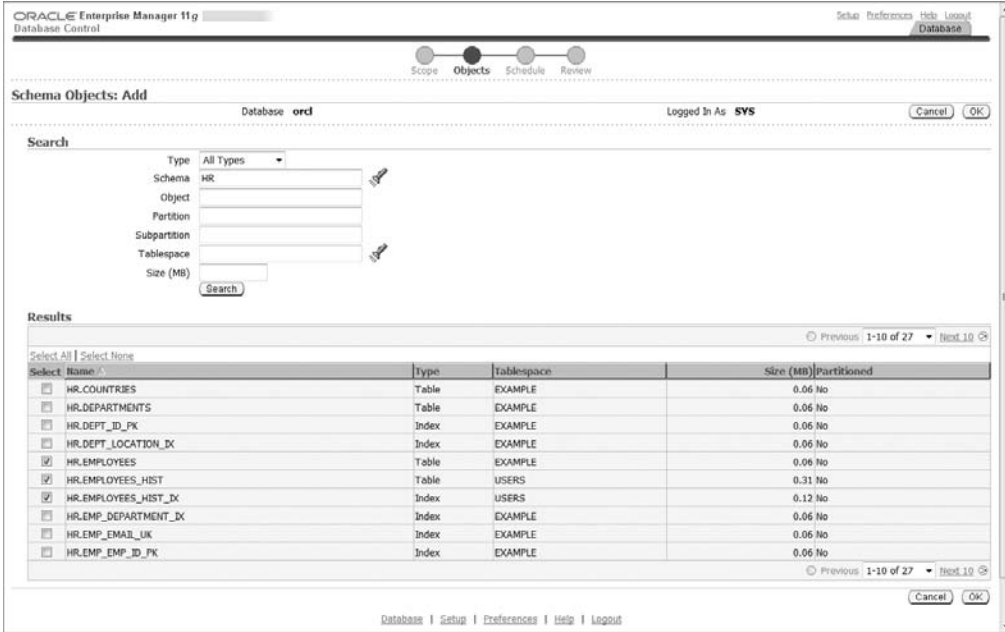 ORACLE Enterprise Manager 11g
Database Control
Setup Preferences Help Logout
Database
Scope Objects Schedule Review
Schema Objects: Add
Database orcl Logged In As SYS Cancel OK
Search
Type All Types
Schema HR
Object
Partition
Subpartition
Tablespace
Size (MB)
Search
Results
Previous 1-10 of 27 Next 10
Select All | Select None
Select Name Type Tablespace Size (MB) Partitioned
HR.COUNTRIES Table EXAMPLE 0.06 No
HR.DEPARTMENTS Table EXAMPLE 0.06 No
HR.DEPT_ID_PK Index EXAMPLE 0.06 No
HR.DEPT_LOCATION_IX Index EXAMPLE 0.06 No
HR.EMPLOYEES Table EXAMPLE 0.06 No
HR.EMPLOYEES_HIST Table USERS 0.31 No
HR.EMPLOYEES_HIST_IX Index USERS 0.12 No
HR.EMP_DEPARTMENT_IX Index EXAMPLE 0.06 No
HR.EMP_EMAIL_UK Index EXAMPLE 0.06 No
HR.EMP_EMP_ID_PK Index EXAMPLE 0.06 No
Previous 1-10 of 27 Next 10
Cancel OK
Database | Setup | Preferences | Help | Logout